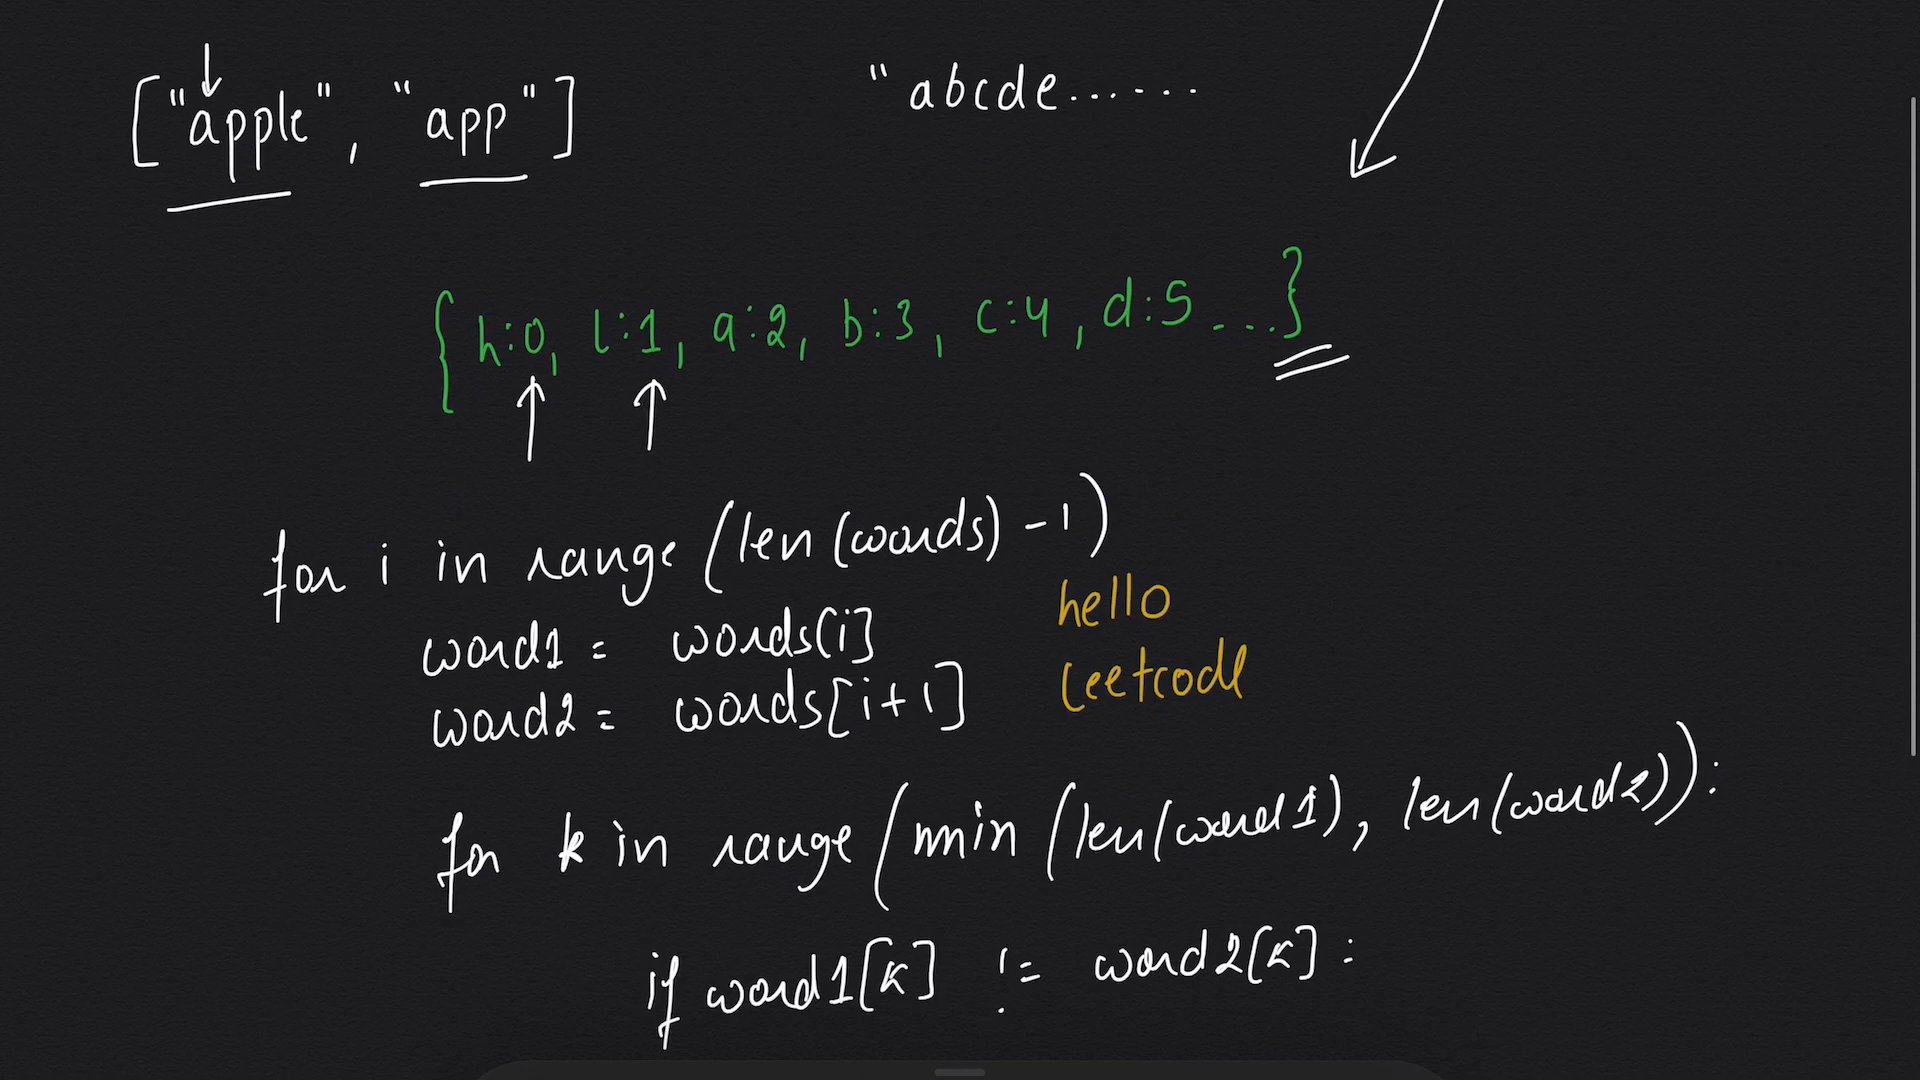 ["apple", "app"]
"abcde......
{h:0, l:1, a:2, b:3, c:4, d:5 ...}
for i in range (len (words) -1)
word1 = words(i]
hello
word2 = words[i+1]
leetcode
for k in range (min (len(word1), len(word2)):
if word1[k] != word2[k]: